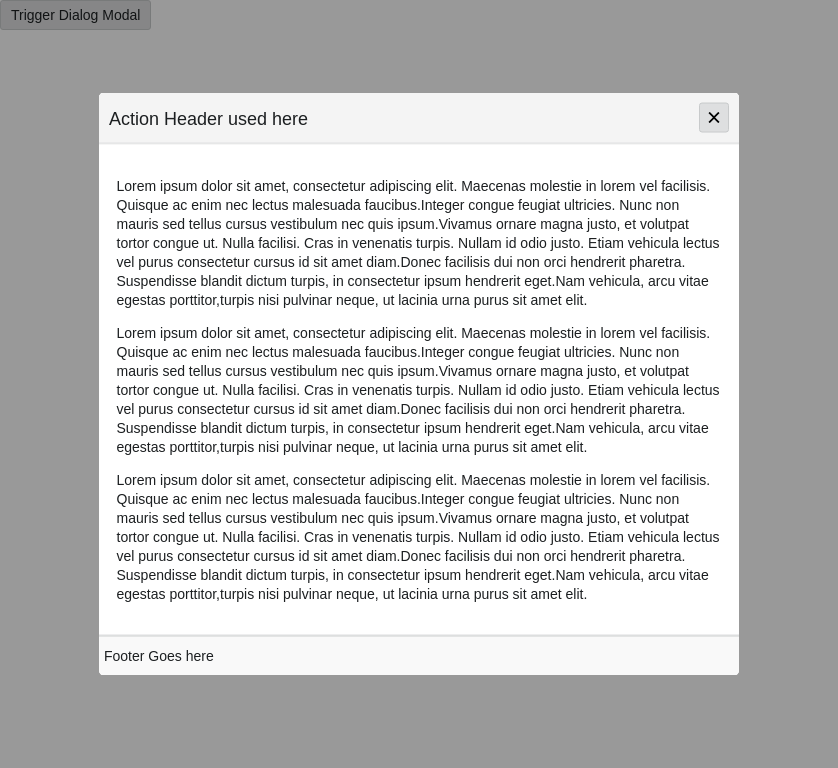 Trigger Dialog Modal
Action Header used here
×
Lorem ipsum dolor sit amet, consectetur adipiscing elit. Maecenas molestie in lorem vel facilisis.
Quisque ac enim nec lectus malesuada faucibus.Integer congue feugiat ultricies. Nunc non
mauris sed tellus cursus vestibulum nec quis ipsum.Vivamus ornare magna justo, et volutpat
tortor congue ut. Nulla facilisi. Cras in venenatis turpis. Nullam id odio justo. Etiam vehicula lectus
vel purus consectetur cursus id sit amet diam.Donec facilisis dui non orci hendrerit pharetra.
Suspendisse blandit dictum turpis, in consectetur ipsum hendrerit eget.Nam vehicula, arcu vitae
egestas porttitor,turpis nisi pulvinar neque, ut lacinia urna purus sit amet elit.
Lorem ipsum dolor sit amet, consectetur adipiscing elit. Maecenas molestie in lorem vel facilisis.
Quisque ac enim nec lectus malesuada faucibus.Integer congue feugiat ultricies. Nunc non
mauris sed tellus cursus vestibulum nec quis ipsum.Vivamus ornare magna justo, et volutpat
tortor congue ut. Nulla facilisi. Cras in venenatis turpis. Nullam id odio justo. Etiam vehicula lectus
vel purus consectetur cursus id sit amet diam.Donec facilisis dui non orci hendrerit pharetra.
Suspendisse blandit dictum turpis, in consectetur ipsum hendrerit eget.Nam vehicula, arcu vitae
egestas porttitor,turpis nisi pulvinar neque, ut lacinia urna purus sit amet elit.
Lorem ipsum dolor sit amet, consectetur adipiscing elit. Maecenas molestie in lorem vel facilisis.
Quisque ac enim nec lectus malesuada faucibus.Integer congue feugiat ultricies. Nunc non
mauris sed tellus cursus vestibulum nec quis ipsum.Vivamus ornare magna justo, et volutpat
tortor congue ut. Nulla facilisi. Cras in venenatis turpis. Nullam id odio justo. Etiam vehicula lectus
vel purus consectetur cursus id sit amet diam.Donec facilisis dui non orci hendrerit pharetra.
Suspendisse blandit dictum turpis, in consectetur ipsum hendrerit eget.Nam vehicula, arcu vitae
egestas porttitor,turpis nisi pulvinar neque, ut lacinia urna purus sit amet elit.
Footer Goes here